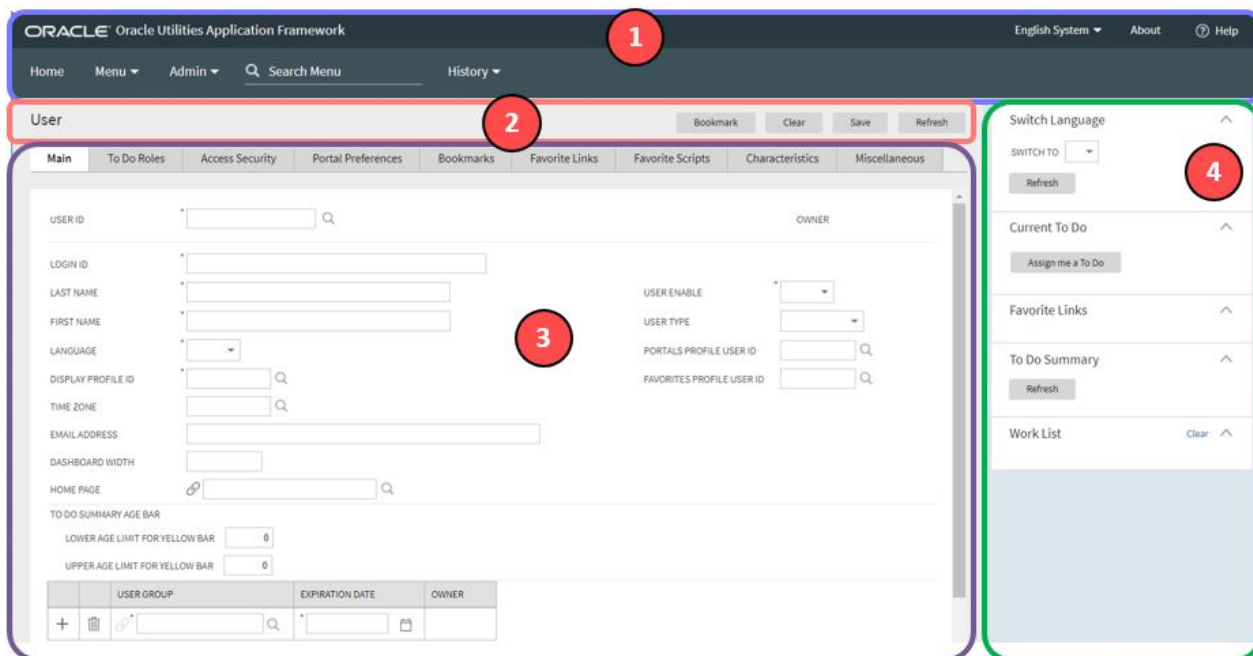 ORACLE Oracle Utilities Application Framework English System About ? Help
1
Home Menu Admin Search Menu History
User Bookmark Clear Save Refresh
2
Main To Do Roles Access Security Portal Preferences Bookmarks Favorite Links Favorite Scripts Characteristics Miscellaneous
USER ID * OWNER
LOGIN ID *
LAST NAME * USER ENABLE *
FIRST NAME * USER TYPE
3
LANGUAGE * PORTALS PROFILE USER ID
DISPLAY PROFILE ID * FAVORITES PROFILE USER ID
TIME ZONE
EMAIL ADDRESS
DASHBOARD WIDTH
HOME PAGE
TO DO SUMMARY AGE BAR
LOWER AGE LIMIT FOR YELLOW BAR 0
UPPER AGE LIMIT FOR YELLOW BAR 0
USER GROUP EXPIRATION DATE OWNER
+ * *
Switch Language
4
SWITCH TO
Refresh
Current To Do
Assign me a To Do
Favorite Links
To Do Summary
Refresh
Work List Clear